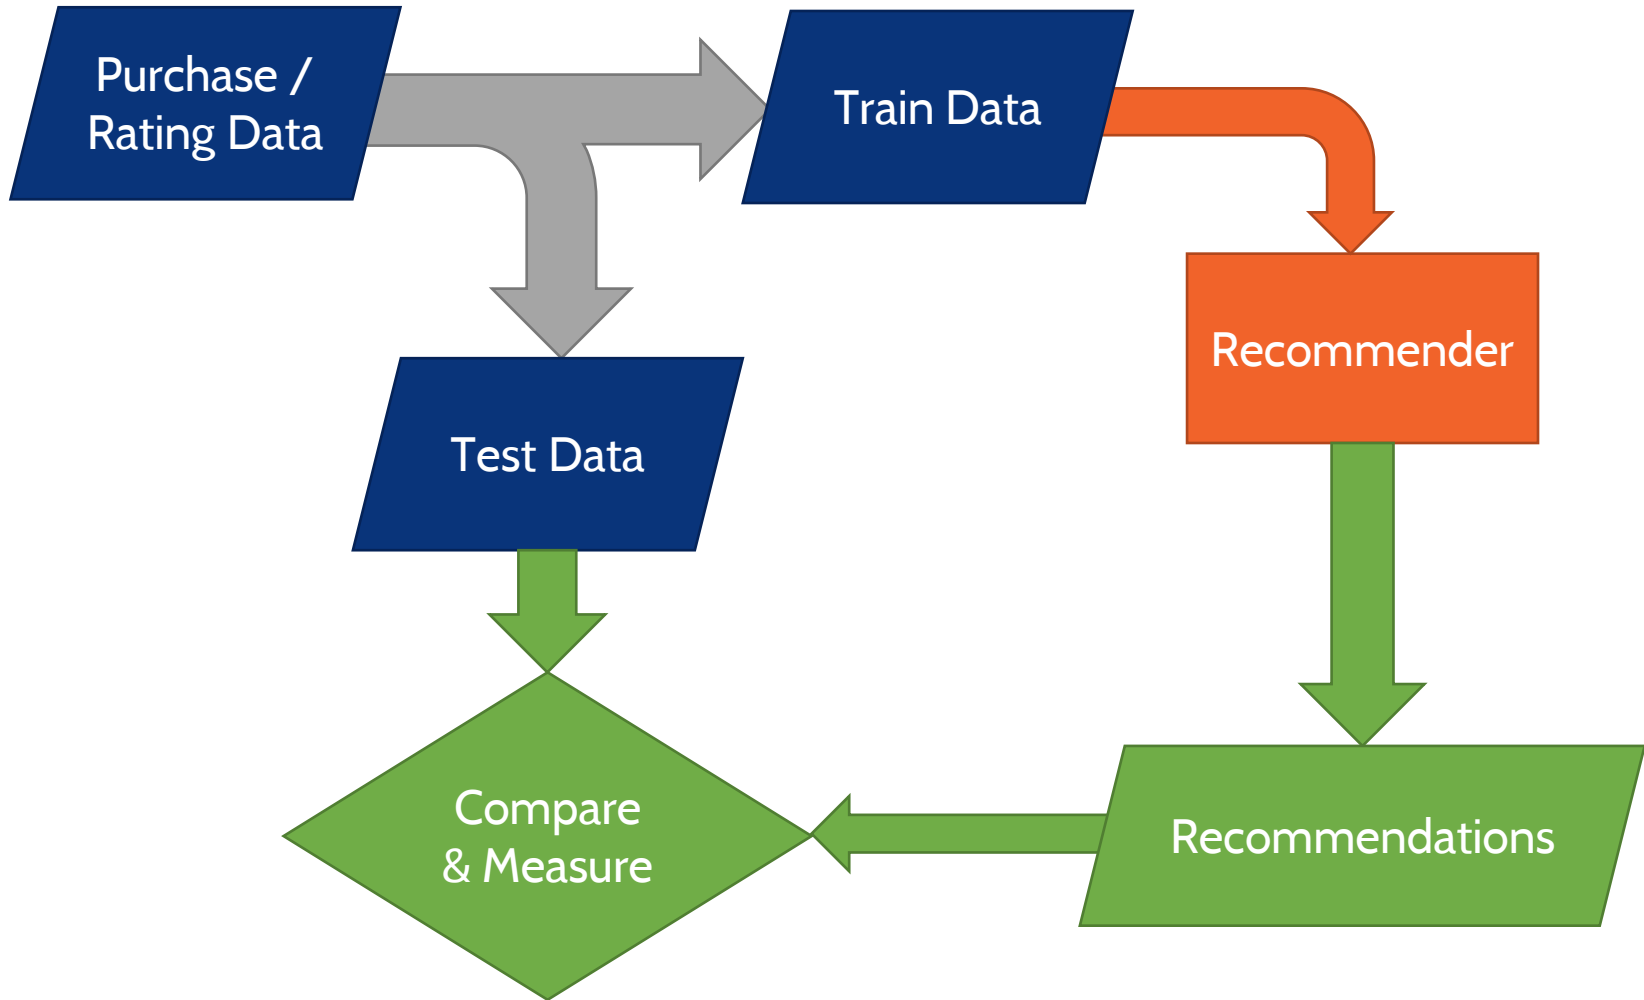 Purchase /
Rating Data
Train Data
Recommender
Test Data
Compare
& Measure
Recommendations